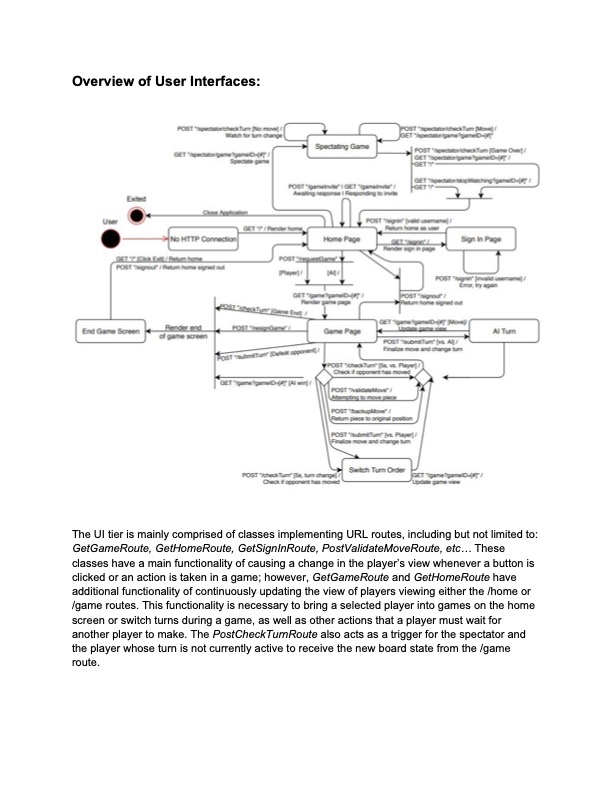 Overview of User Interfaces:
POST "/spectator/checkTurn [No move] /
Watch for turn change
POST "/spectator/checkTurn [Move] /
GET "/spectator/game?gameID=[#]"
Spectating Game
GET "/spectator/game?gameID=[#]" /
Spectate game
POST "/spectator/checkTurn [Game Over] /
GET "/spectator/game?gameID=[#]" /
GET "/"
GET "/spectator/stopWatching?gameID=[#]" /
GET "/"
POST "/gameInvite" | GET "/gameInvite" /
Awaiting response | Responding to invite
Exited
Close Application
User
POST "/signin" [valid username] /
Return home as user
GET "/" / Render home
No HTTP Connection
Home Page
GET "/signin" /
Render sign in page
Sign In Page
GET "/" [Click Exit] / Return home
POST "/signout" / Return home signed out
POST "/requestGame"
[Player] /
[AI] /
POST "/signin" [invalid username] /
Error, try again
GET "/game?gameID=[#]" /
Render game page
POST "/signout" /
Return home signed out
POST "/checkTurn" [Game End] /
GET "/game?gameID=[#]" [Move]/
Update game view
End Game Screen
Render end
of game screen
POST "/resignGame" /
Game Page
AI Turn
POST "/submitTurn" [vs. AI] /
Finalize move and change turn
POST "/submitTurn" [Defeat opponent] /
POST "/checkTurn" [5s, vs. Player] /
Check if opponent has moved
GET "/game?gameID=[#]" [AI win] /
POST "/validateMove" /
Attempting to move piece
POST "/backupMove" /
Return piece to original position
POST "/submitTurn" [vs. Player] /
Finalize move and change turn
Switch Turn Order
POST "/checkTurn" [5s, turn change] /
Check if opponent has moved
GET "/game?gameID=[#]" /
Update game view
The UI tier is mainly comprised of classes implementing URL routes, including but not limited to:
GetGameRoute, GetHomeRoute, GetSignInRoute, PostValidateMoveRoute, etc… These
classes have a main functionality of causing a change in the player's view whenever a button is
clicked or an action is taken in a game; however, GetGameRoute and GetHomeRoute have
additional functionality of continuously updating the view of players viewing either the /home or
/game routes. This functionality is necessary to bring a selected player into games on the home
screen or switch turns during a game, as well as other actions that a player must wait for
another player to make. The PostCheckTurnRoute also acts as a trigger for the spectator and
the player whose turn is not currently active to receive the new board state from the /game
route.